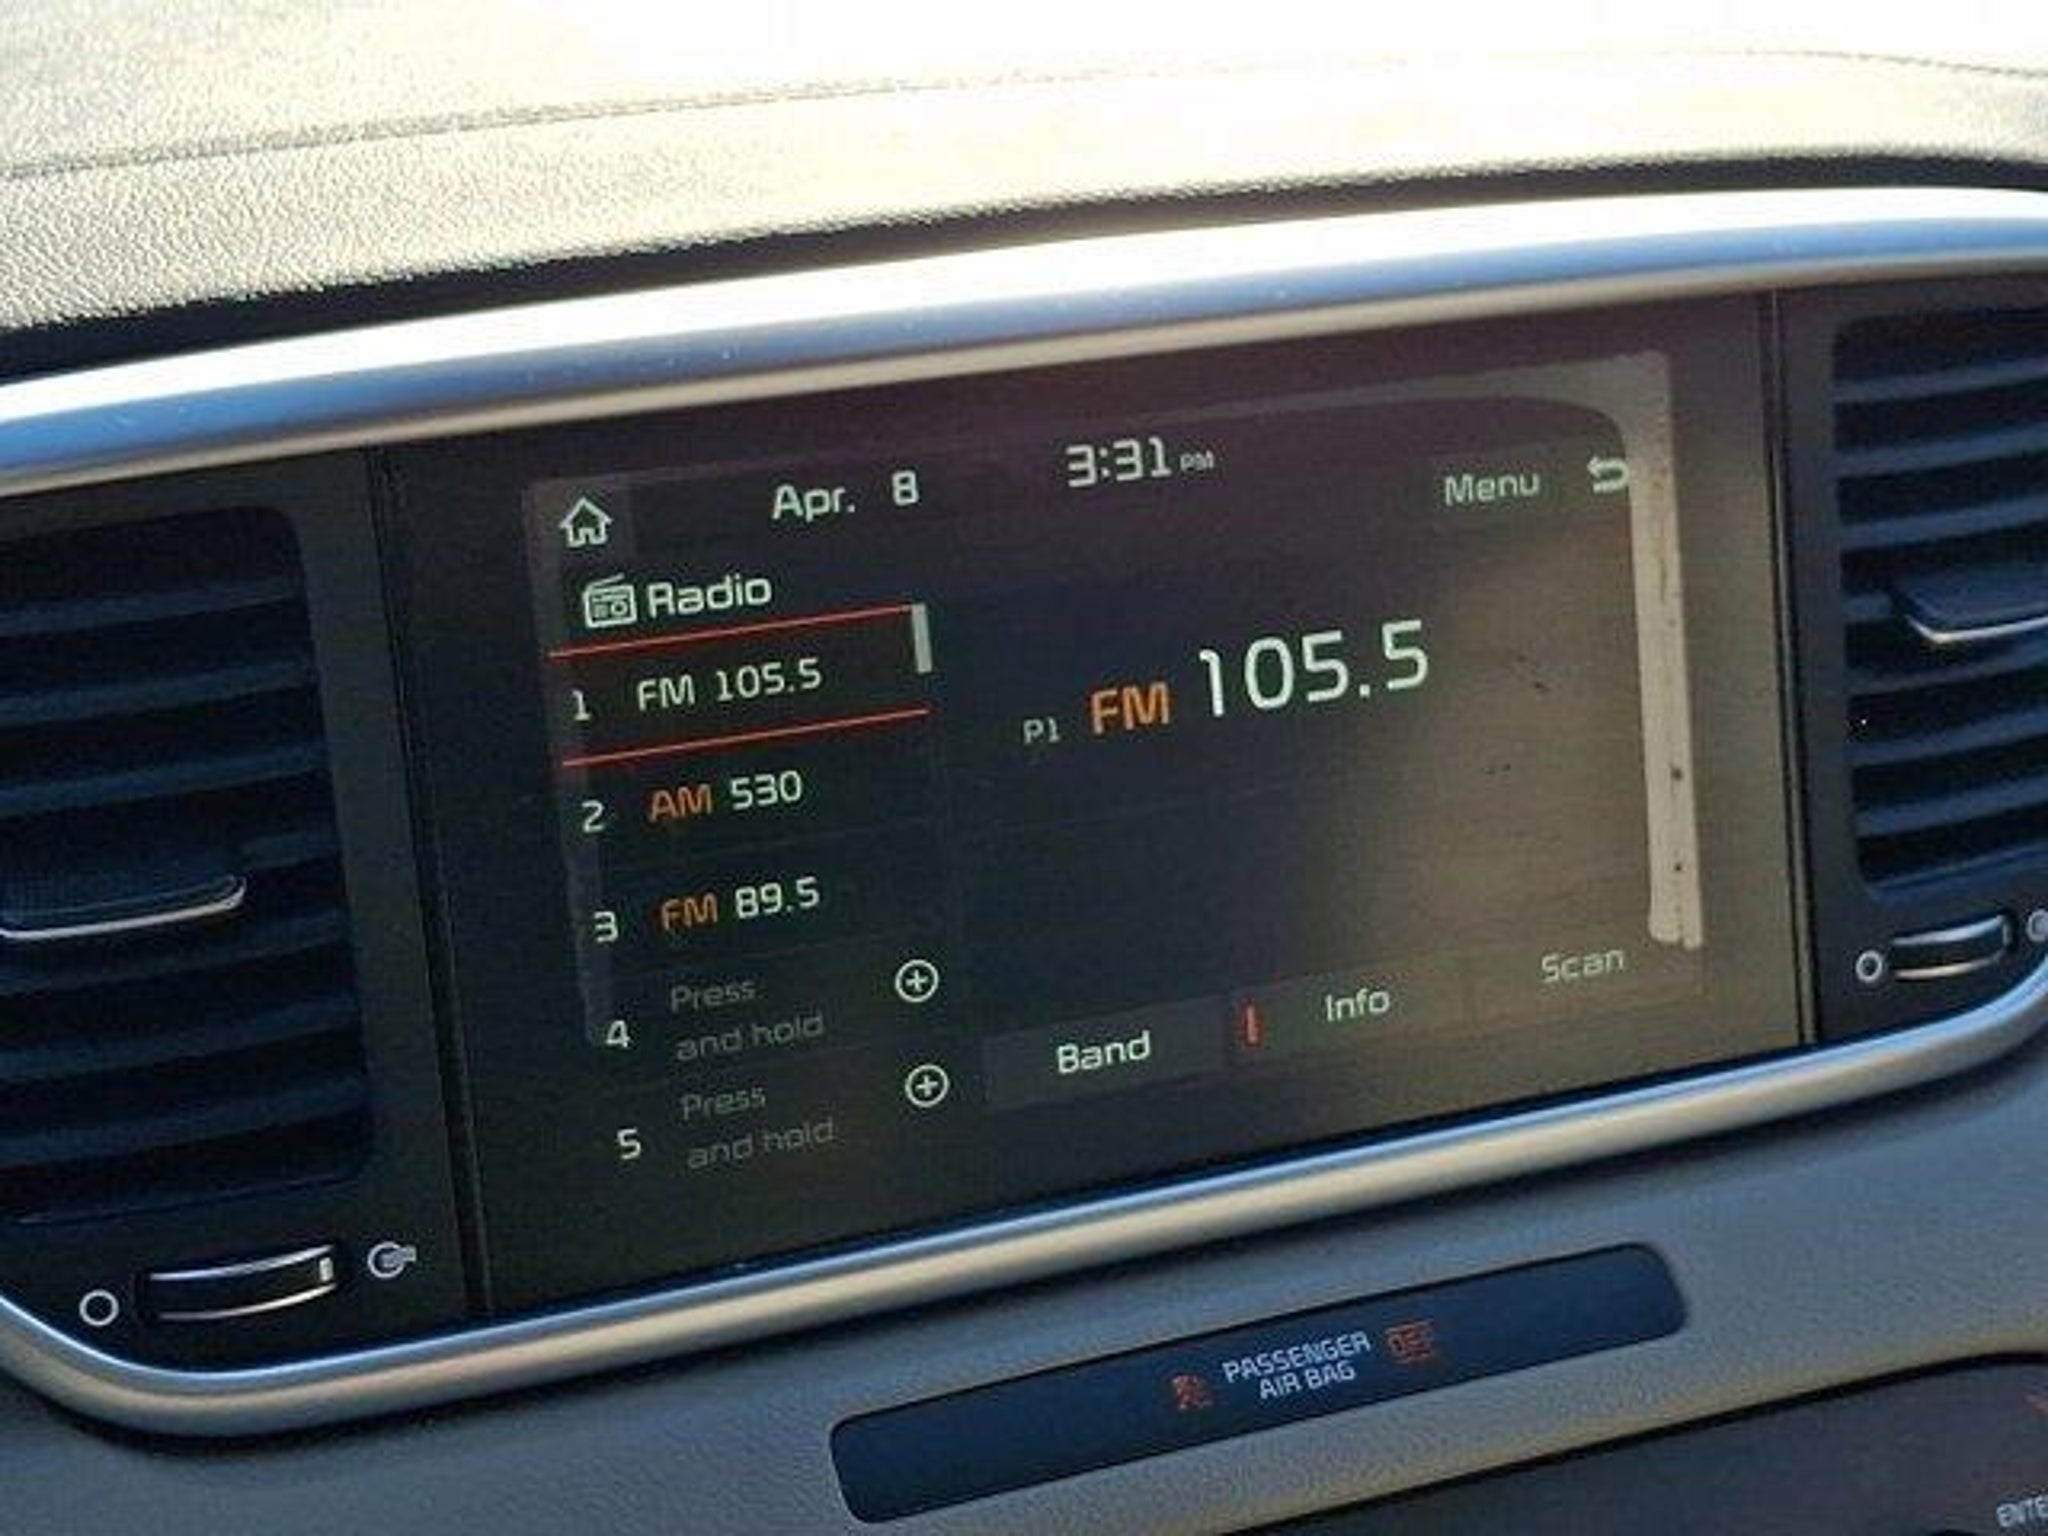 Apr. 8
3:31 PM
Menu
Radio
1 FM 105.5
P1 FM 105.5
2 AM 530
3 FM 89.5
4 Press
and hold
5 Press
and hold
Band
Info
Scan
PASSENGER
AIR BAG
OFF